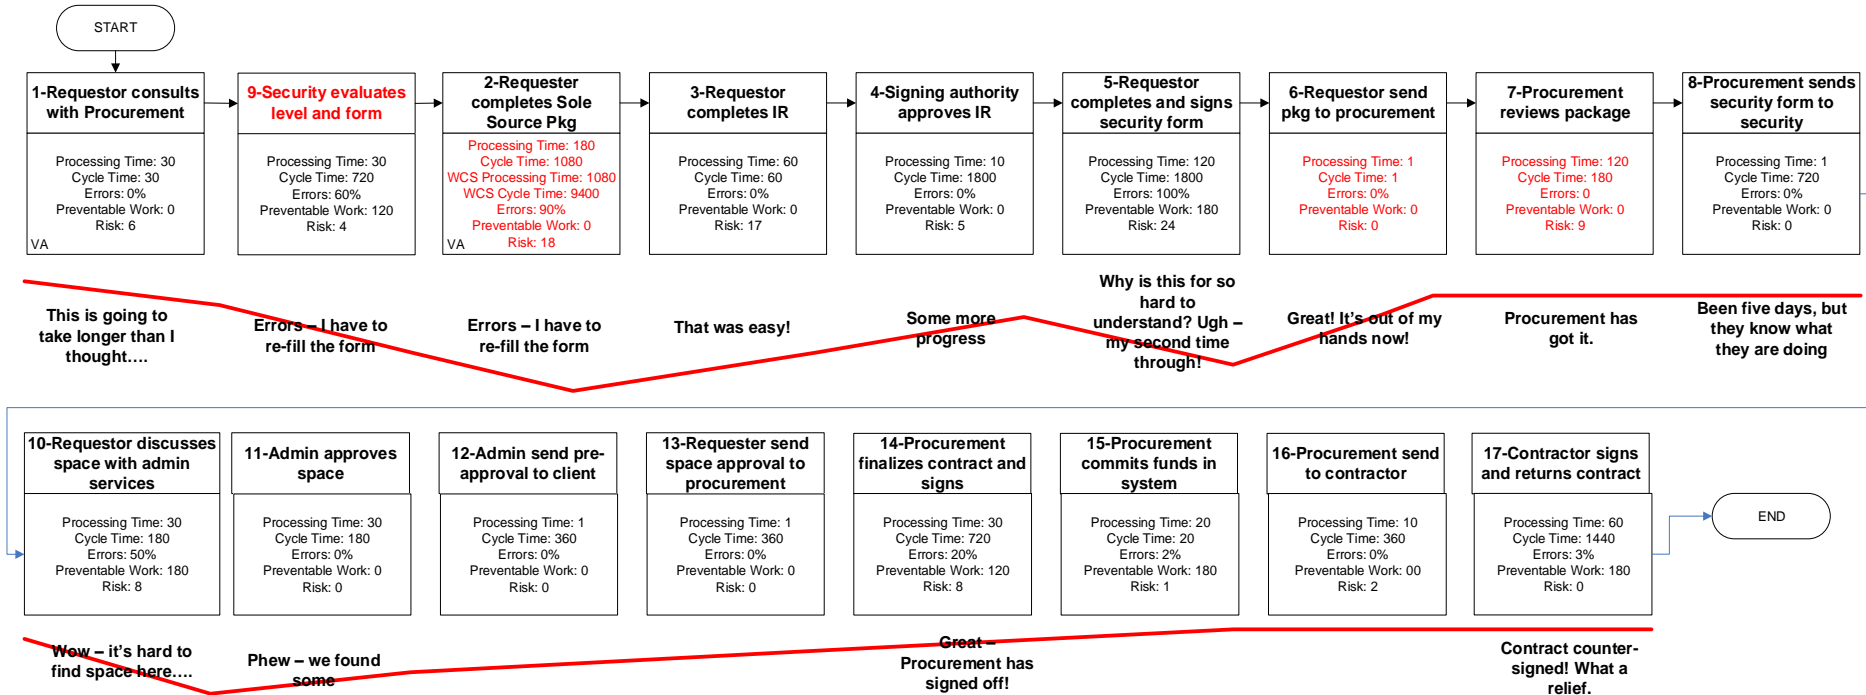 START
1-Requestor consults
with Procurement
Processing Time: 30
Cycle Time: 30
Errors: 0%
Preventable Work: 0
Risk: 6
VA
9-Security evaluates
level and form
Processing Time: 30
Cycle Time: 720
Errors: 60%
Preventable Work: 120
Risk: 4
2-Requester
completes Sole
Source Pkg
Processing Time: 180
Cycle Time: 1080
WCS Processing Time: 1080
WCS Cycle Time: 9400
Errors: 90%
Preventable Work: 0
Risk: 18
VA
3-Requestor
completes IR
Processing Time: 60
Cycle Time: 60
Errors: 0%
Preventable Work: 0
Risk: 17
4-Signing authority
approves IR
Processing Time: 10
Cycle Time: 1800
Errors: 0%
Preventable Work: 0
Risk: 5
5-Requestor
completes and signs
security form
Processing Time: 120
Cycle Time: 1800
Errors: 100%
Preventable Work: 180
Risk: 24
6-Requestor send
pkg to procurement
Processing Time: 1
Cycle Time: 1
Errors: 0%
Preventable Work: 0
Risk: 0
7-Procurement
reviews package
Processing Time: 120
Cycle Time: 180
Errors: 0
Preventable Work: 0
Risk: 9
8-Procurement sends
security form to
security
Processing Time: 1
Cycle Time: 720
Errors: 0%
Preventable Work: 0
Risk: 0
This is going to
take longer than I
thought....
Errors – I have to
re-fill the form
Errors – I have to
re-fill the form
That was easy!
Some more
progress
Why is this for so
hard to
understand? Ugh –
my second time
through!
Great! It's out of my
hands now!
Procurement has
got it.
Been five days, but
they know what
they are doing
10-Requestor discusses
space with admin
services
Processing Time: 30
Cycle Time: 180
Errors: 50%
Preventable Work: 180
Risk: 8
11-Admin approves
space
Processing Time: 30
Cycle Time: 180
Errors: 0%
Preventable Work: 0
Risk: 0
12-Admin send pre-
approval to client
Processing Time: 1
Cycle Time: 360
Errors: 0%
Preventable Work: 0
Risk: 0
13-Requester send
space approval to
procurement
Processing Time: 1
Cycle Time: 360
Errors: 0%
Preventable Work: 0
Risk: 0
14-Procurement
finalizes contract and
signs
Processing Time: 30
Cycle Time: 720
Errors: 20%
Preventable Work: 120
Risk: 8
15-Procurement
commits funds in
system
Processing Time: 20
Cycle Time: 20
Errors: 2%
Preventable Work: 180
Risk: 1
16-Procurement send
to contractor
Processing Time: 10
Cycle Time: 360
Errors: 0%
Preventable Work: 00
Risk: 2
17-Contractor signs
and returns contract
Processing Time: 60
Cycle Time: 1440
Errors: 3%
Preventable Work: 180
Risk: 0
END
Wow – it's hard to
find space here....
Phew – we found
some
Great –
Procurement has
signed off!
Contract counter-
signed! What a
relief.